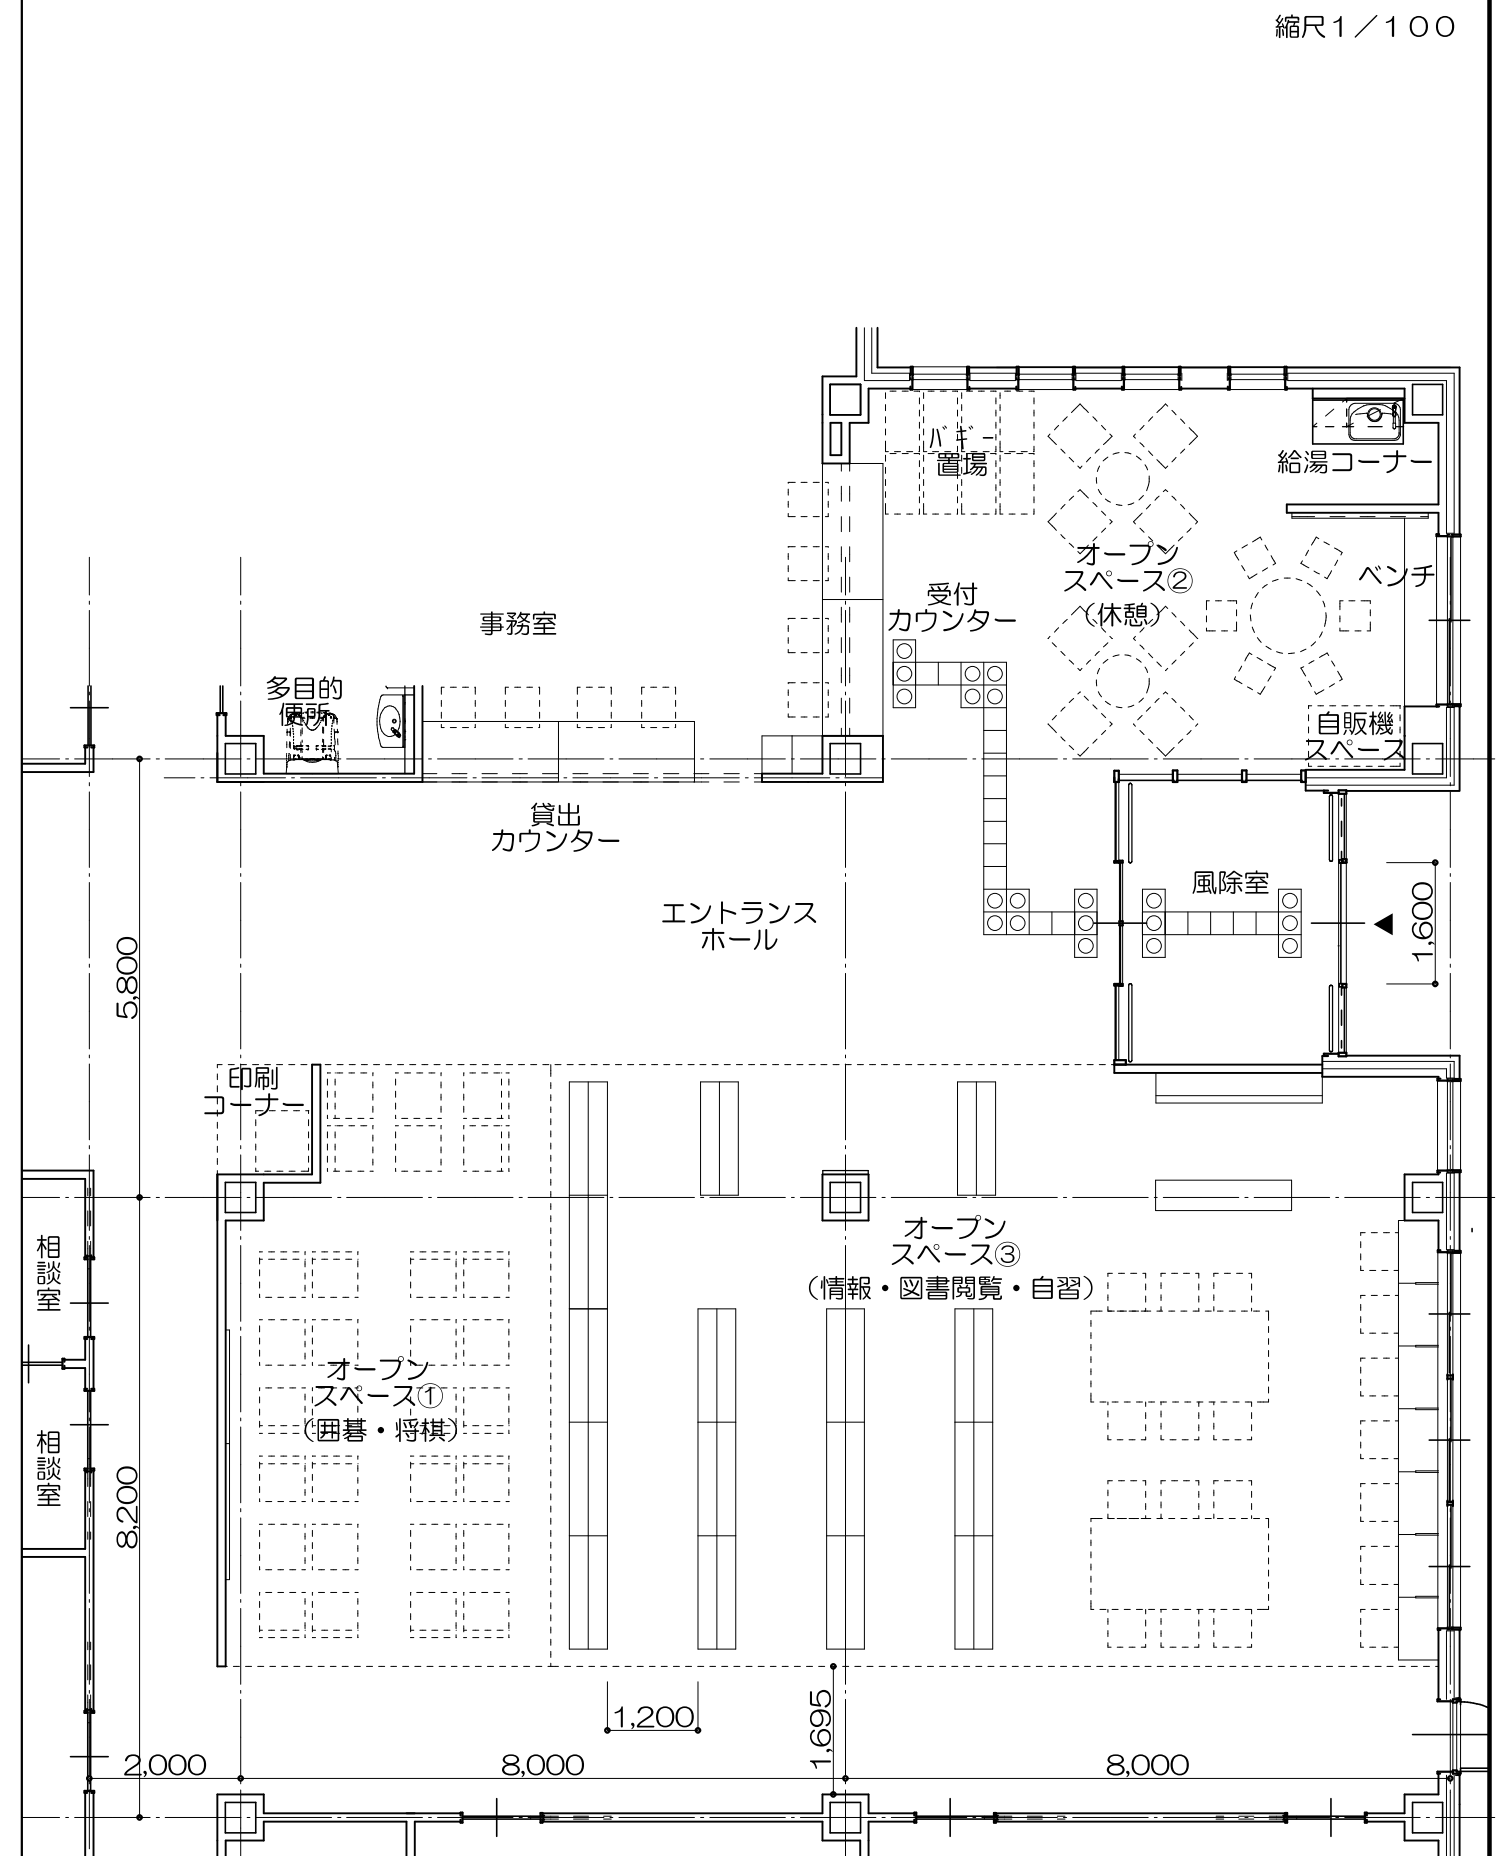 縮尺１／１００
バギー
置場
給湯コーナー
オープン
スペース②
（休憩）
ベンチ
受付
カウンター
事務室
多目的
便所
自販機
スペース
貸出
カウンター
風除室
エントランス
ホール
1,600
5,800
印刷
コーナー
オープン
スペース③
（情報・図書閲覧・自習）
相談室
オープン
スペース①
（囲碁・将棋）
相談室
8,200
1,200
1,695
2,000
8,000
8,000